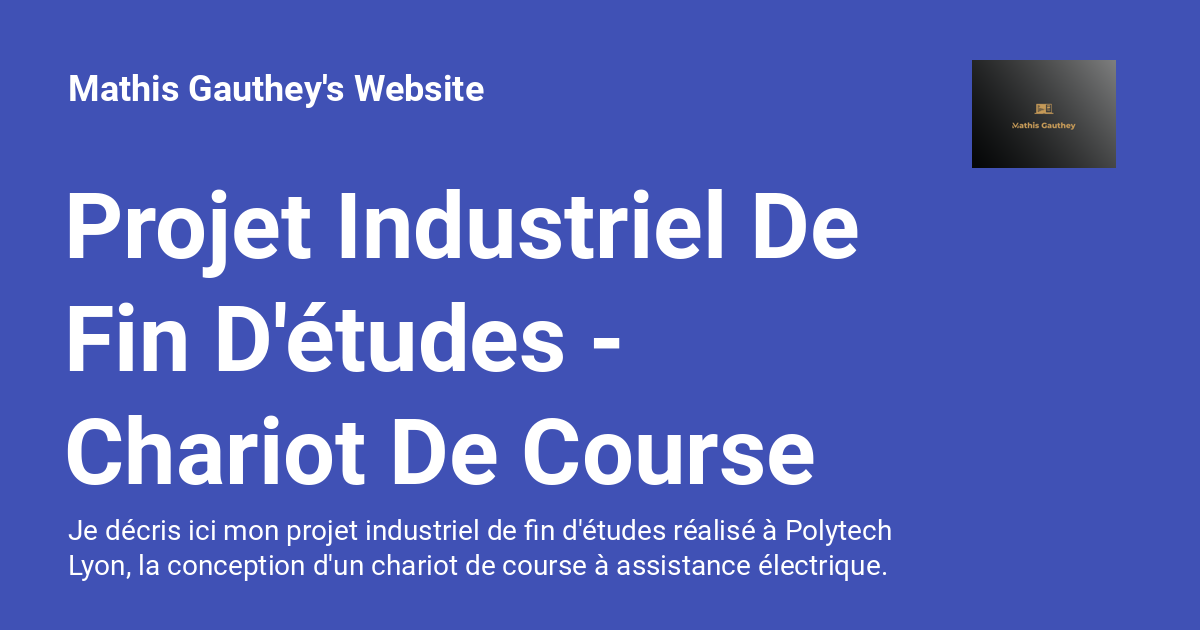 Mathis Gauthey's Website
Mathis Gauthey
Projet Industriel De
Fin D'études -
Chariot De Course
Je décris ici mon projet industriel de fin d'études réalisé à Polytech
Lyon, la conception d'un chariot de course à assistance électrique.